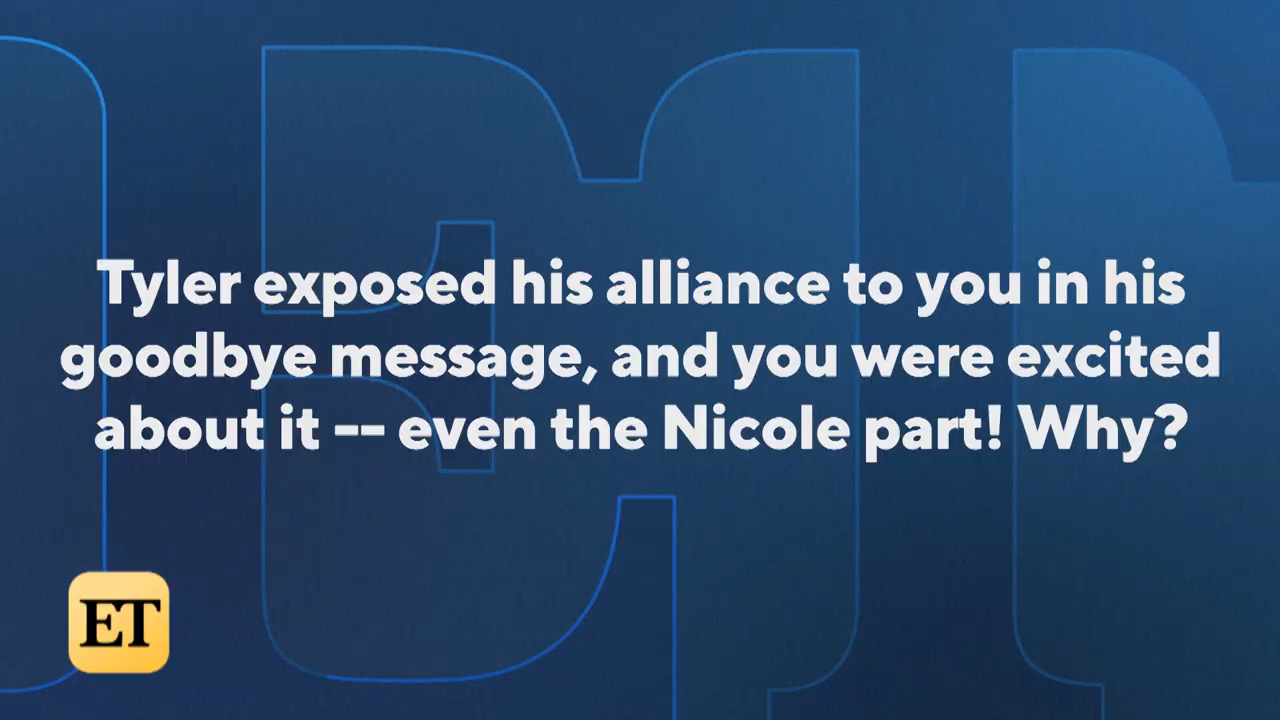 Tyler exposed his alliance to you in his
goodbye message, and you were excited
about it -- even the Nicole part! Why?
ET